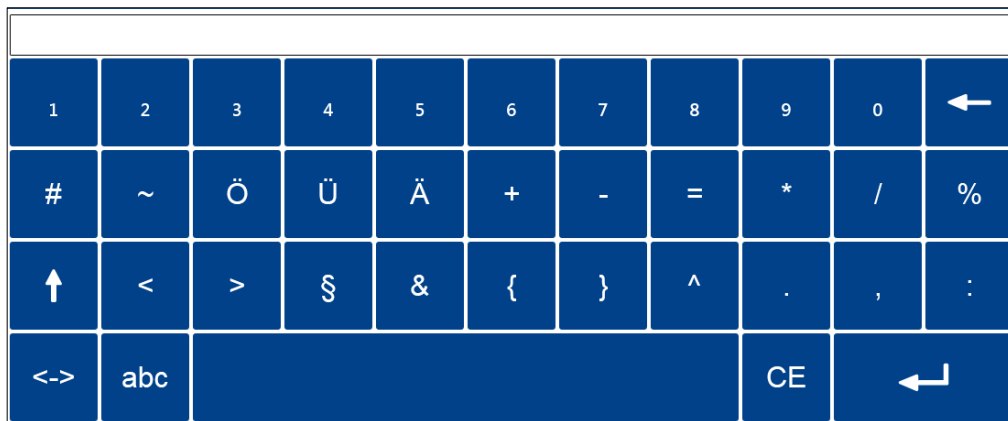 1 2 3 4 5 6 7 8 9 0 ←
# ~ Ö Ü Ä + - = * / %
↑ < > § & { } ^ . , :
<-> abc CE ↵